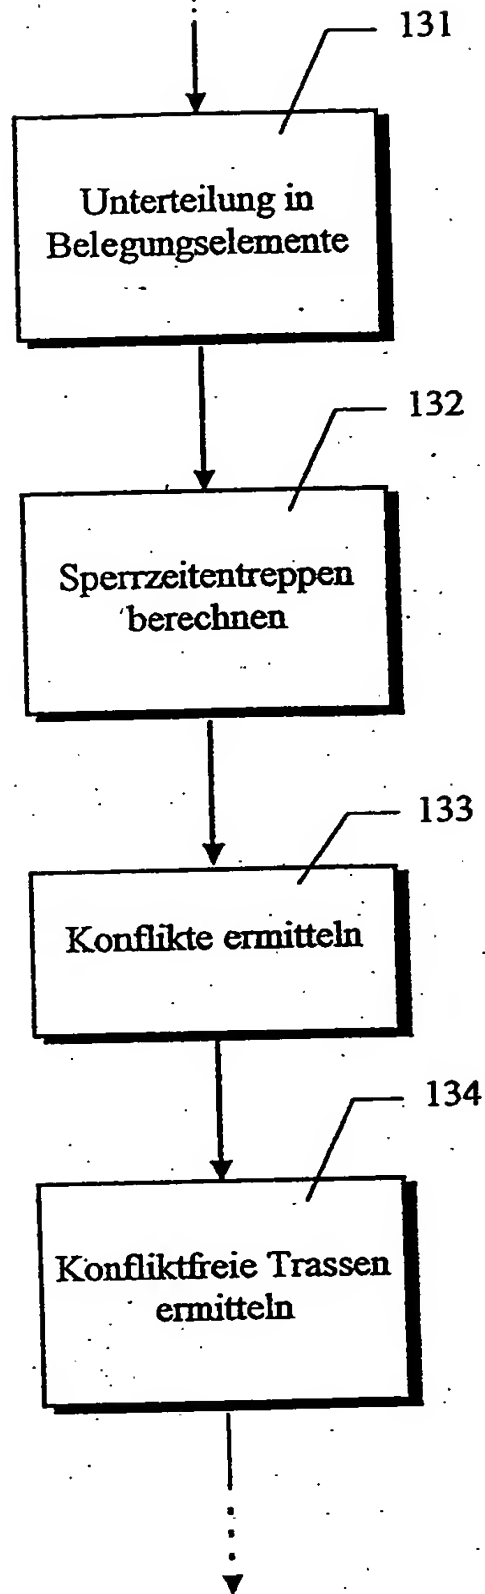 131
Unterteilung in
Belegungselemente
132
Sperrzeitentreppen
berechnen
133
Konflikte ermitteln
134
Konfliktfreie Trassen
ermitteln